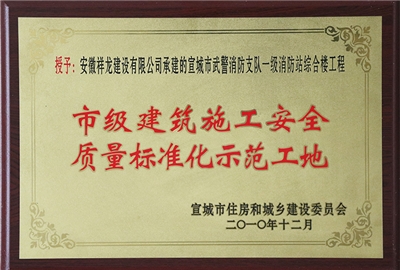 授予：安徽祥龙建设有限公司承建的宣城市武警消防支队一级消防站综合楼工程
市级建筑施工安全
质量标准化示范工地
宣城市住房和城乡建设委员会
二〇一〇年十二月